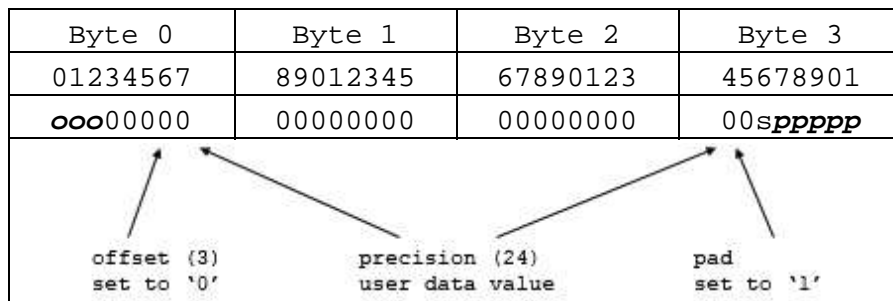 Byte 0 Byte 1 Byte 2 Byte 3
01234567 89012345 67890123 45678901
ooo00000 00000000 00000000 00sppppp
offset (3) precision (24) pad
set to ‘0’ user data value set to ‘1’